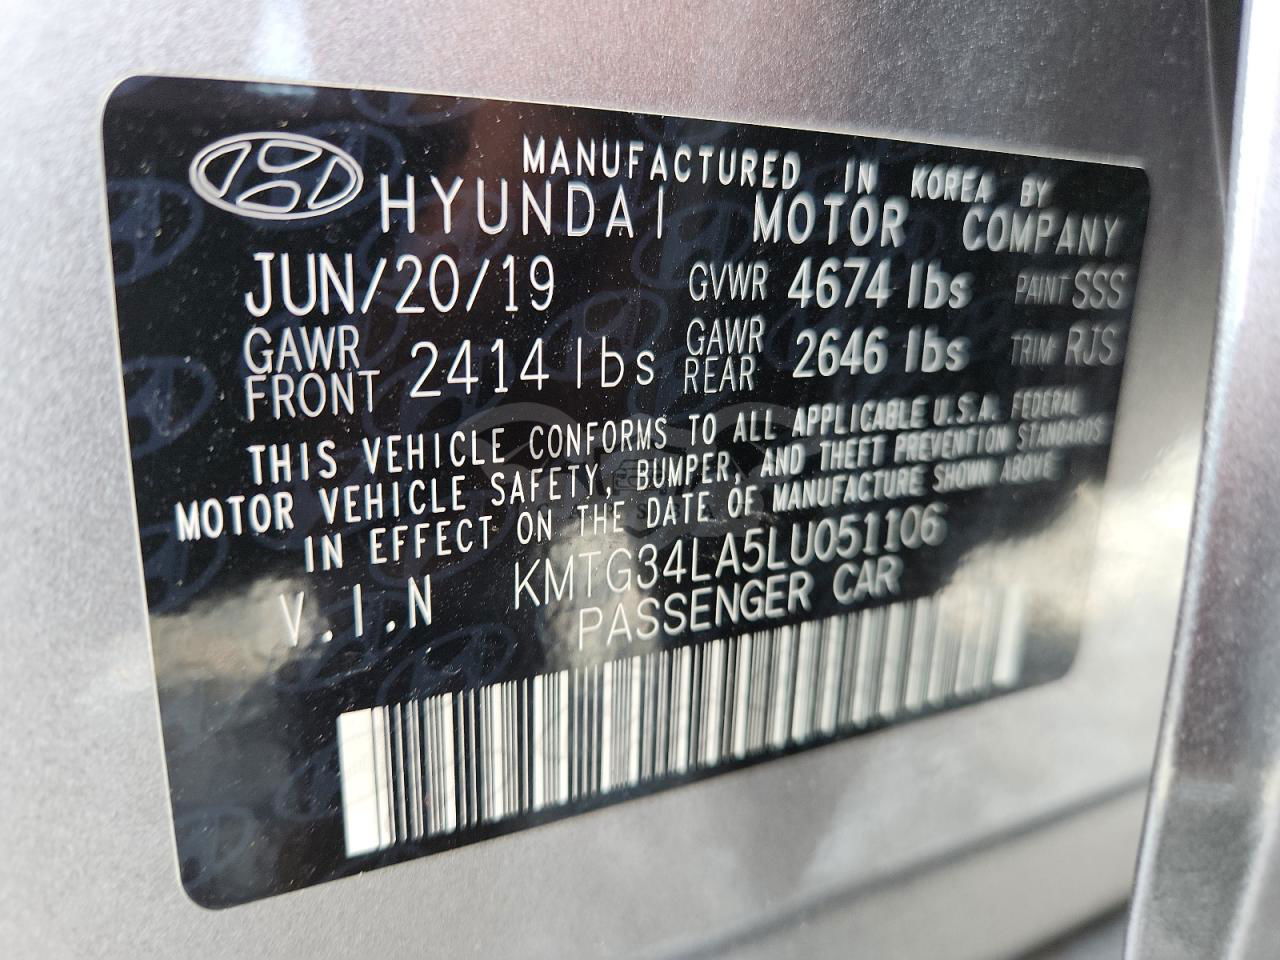 MANUFACTURED IN KOREA BY
HYUNDAI MOTOR COMPANY
JUN/20/19 GVWR 4674 lbs PAINT SSS
GAWR FRONT 2414 lbs GAWR REAR 2646 lbs TRIM RJS
THIS VEHICLE CONFORMS TO ALL APPLICABLE U.S.A. FEDERAL
MOTOR VEHICLE SAFETY, BUMPER, AND THEFT PREVENTION STANDARDS
IN EFFECT ON THE DATE OF MANUFACTURE SHOWN ABOVE
V.I.N KMTG34LA5LU051106
PASSENGER CAR